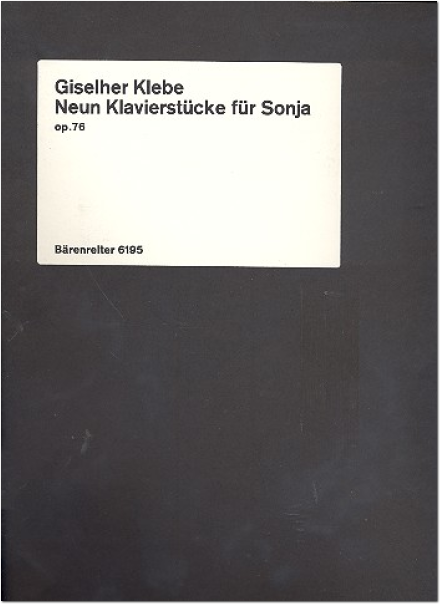 Giselher Klebe
Neun Klavierstücke für Sonja
op.76
Bärenreiter 6195